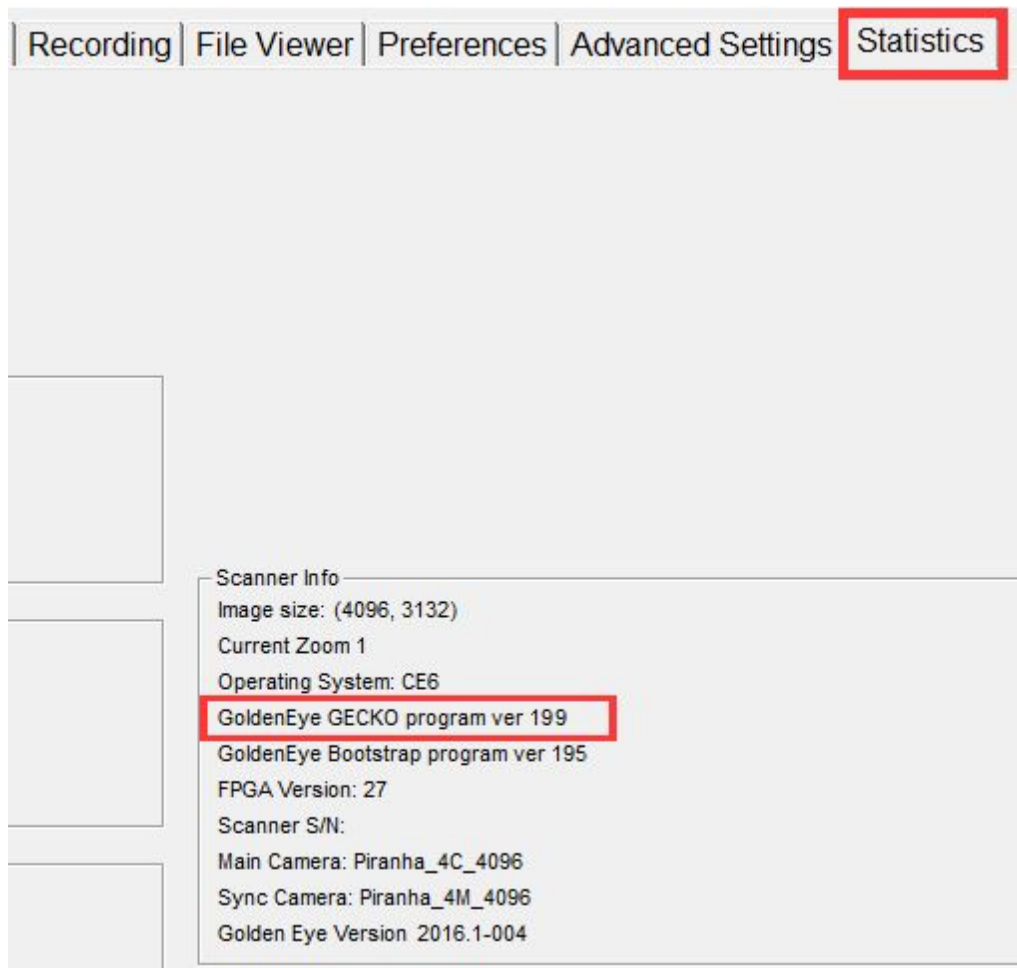 Recording File Viewer Preferences Advanced Settings Statistics
Scanner Info
Image size: (4096, 3132)
Current Zoom 1
Operating System: CE6
GoldenEye GECKO program ver 199
GoldenEye Bootstrap program ver 195
FPGA Version: 27
Scanner S/N:
Main Camera: Piranha_4C_4096
Sync Camera: Piranha_4M_4096
Golden Eye Version 2016.1-004